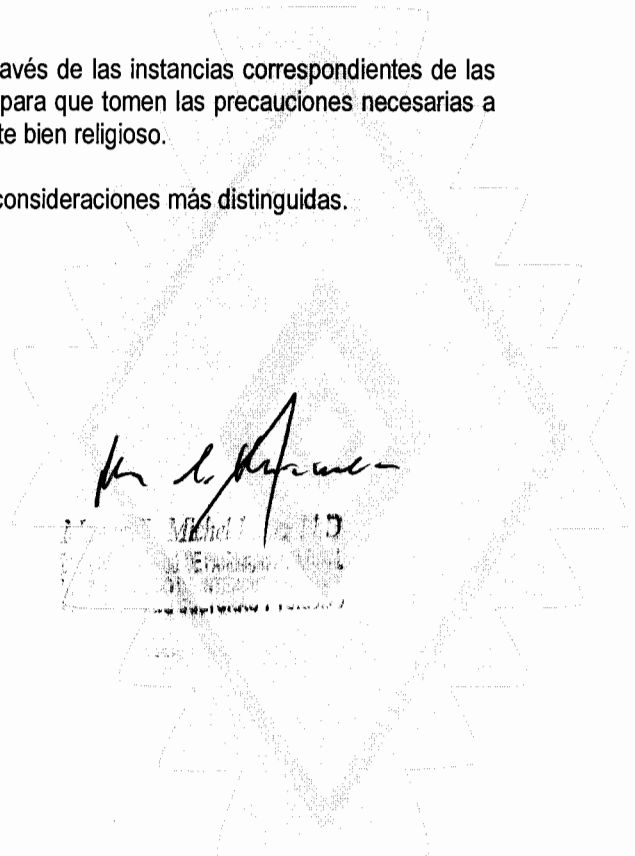 avés de las instancias correspondientes de las
para que tomen las precauciones necesarias a
te bien religioso.
consideraciones más distinguidas.
Michel